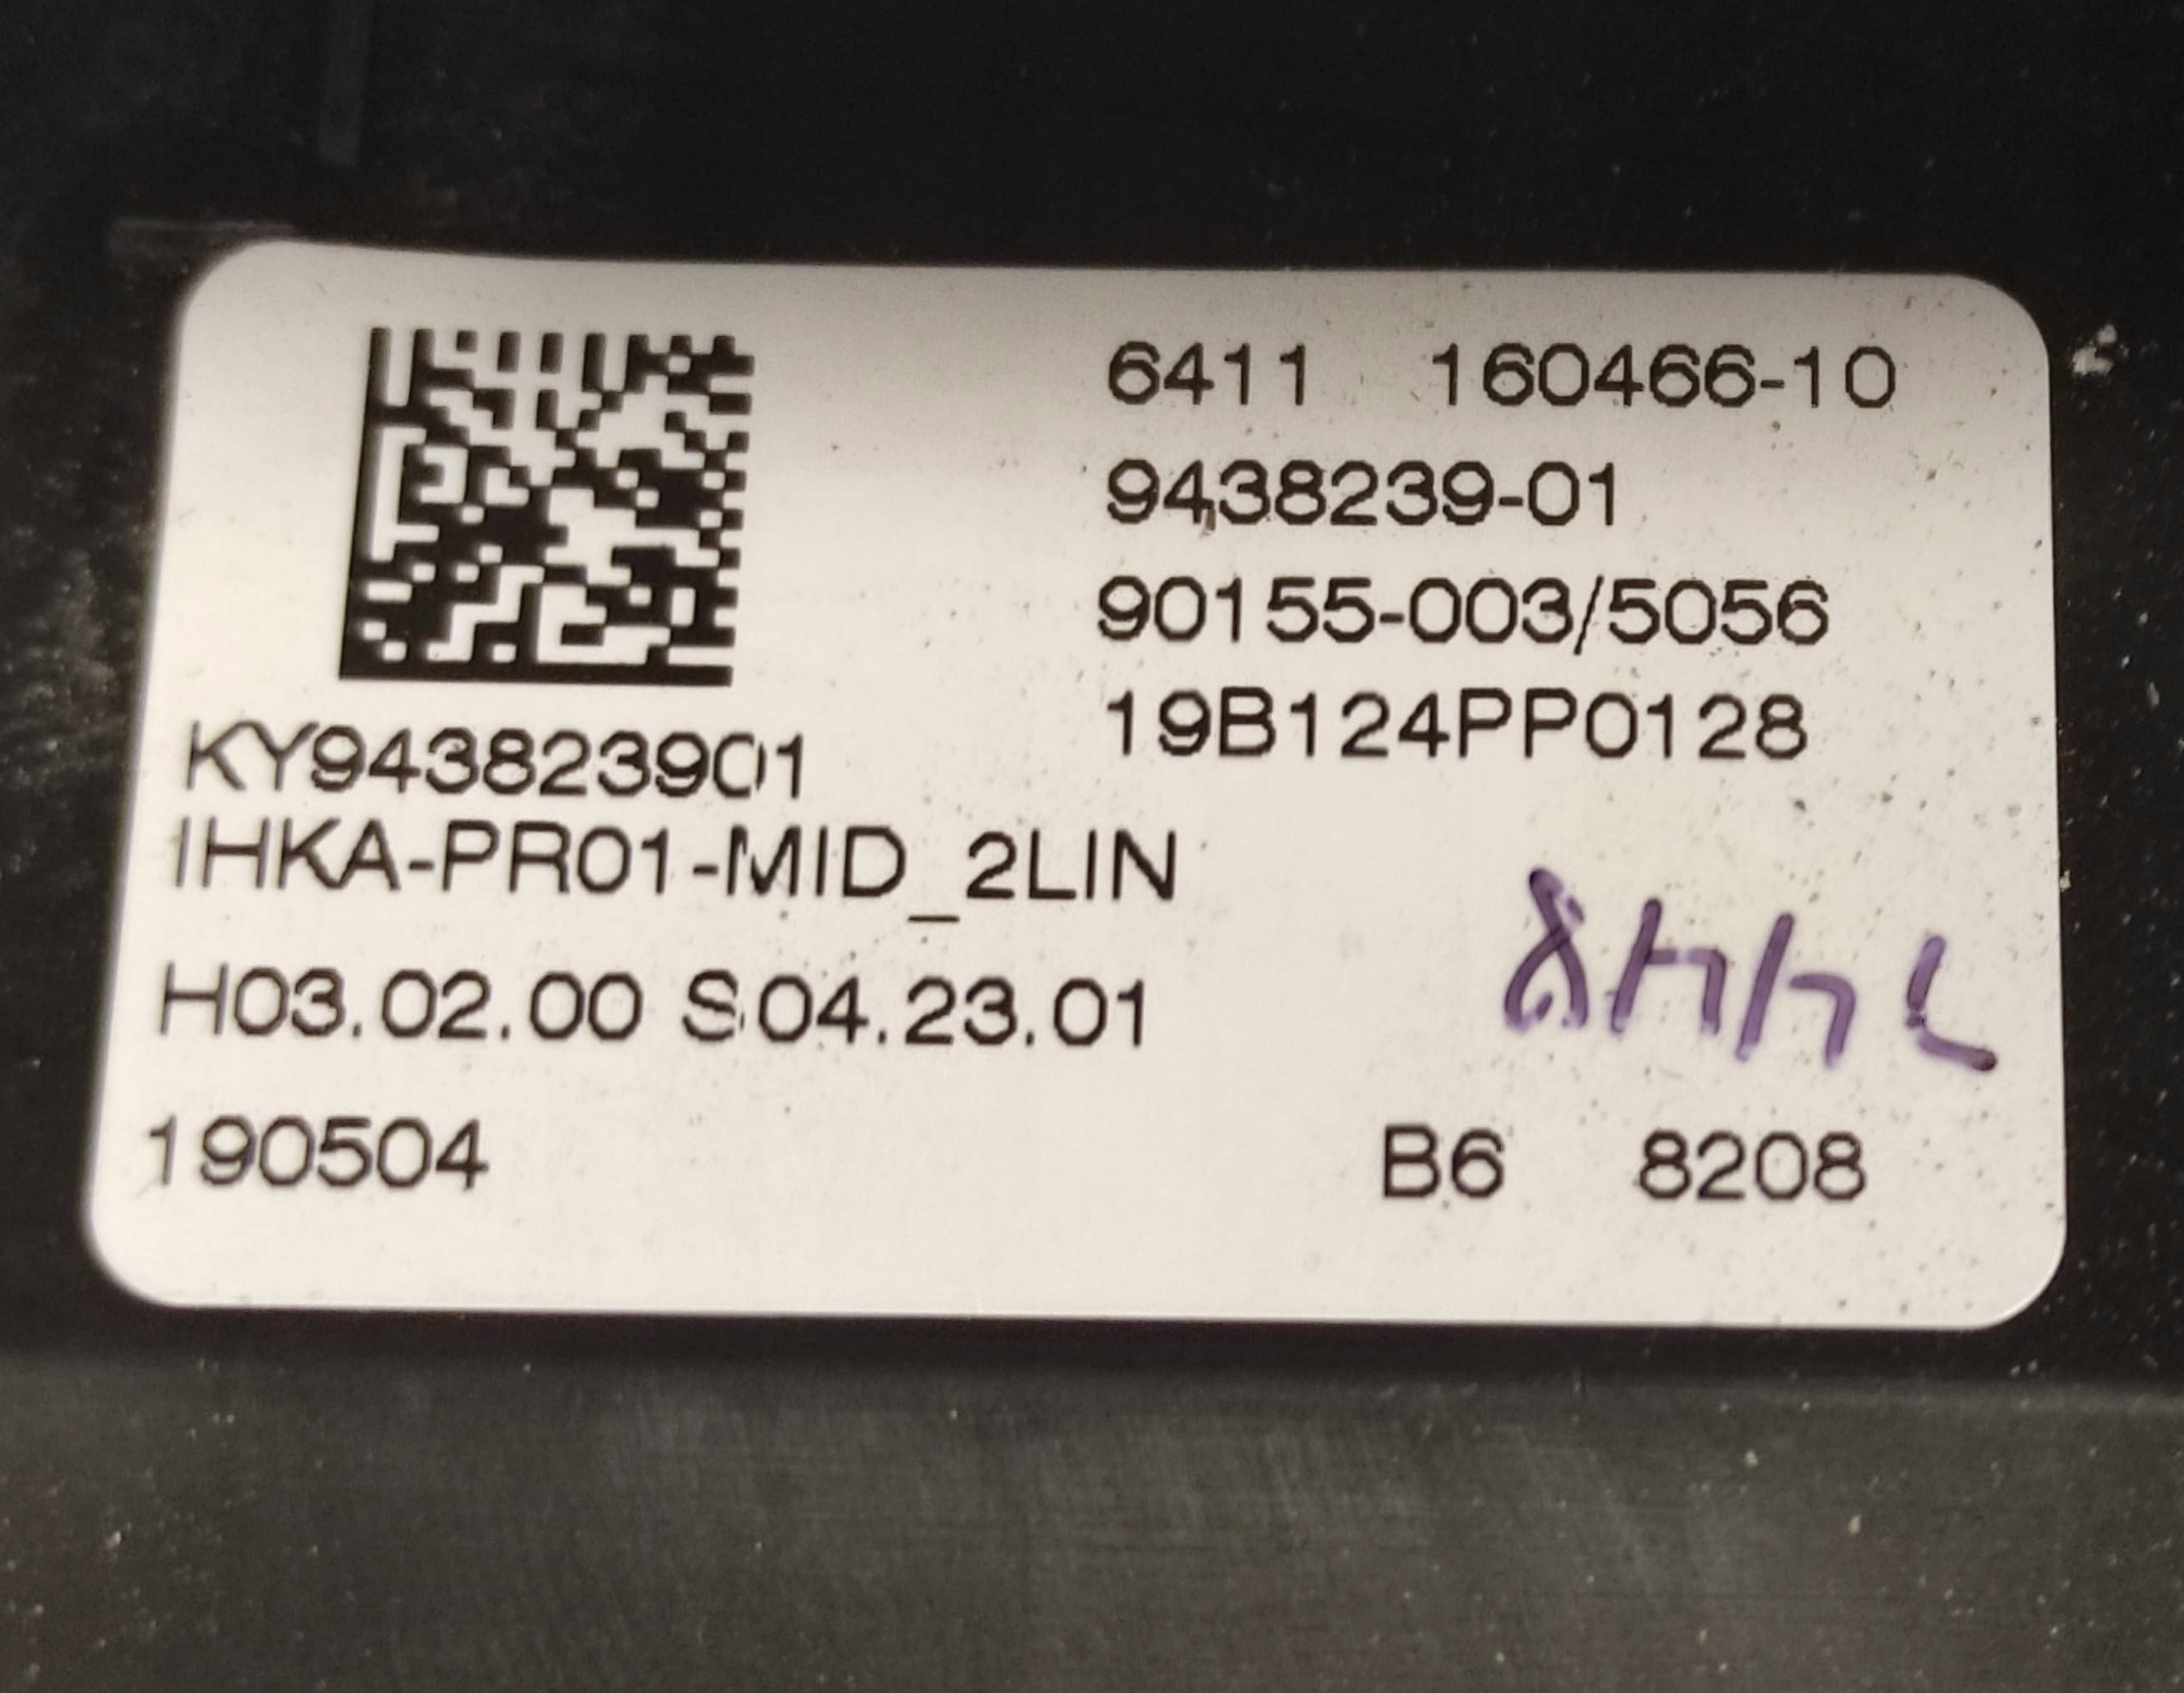 6411 160466-10
9438239-01
90155-003/5056
19B124PP0128
KY943823901
IHKA-PR01-MID_2LIN
H03.02.00 S04.23.01
190504 B6 8208